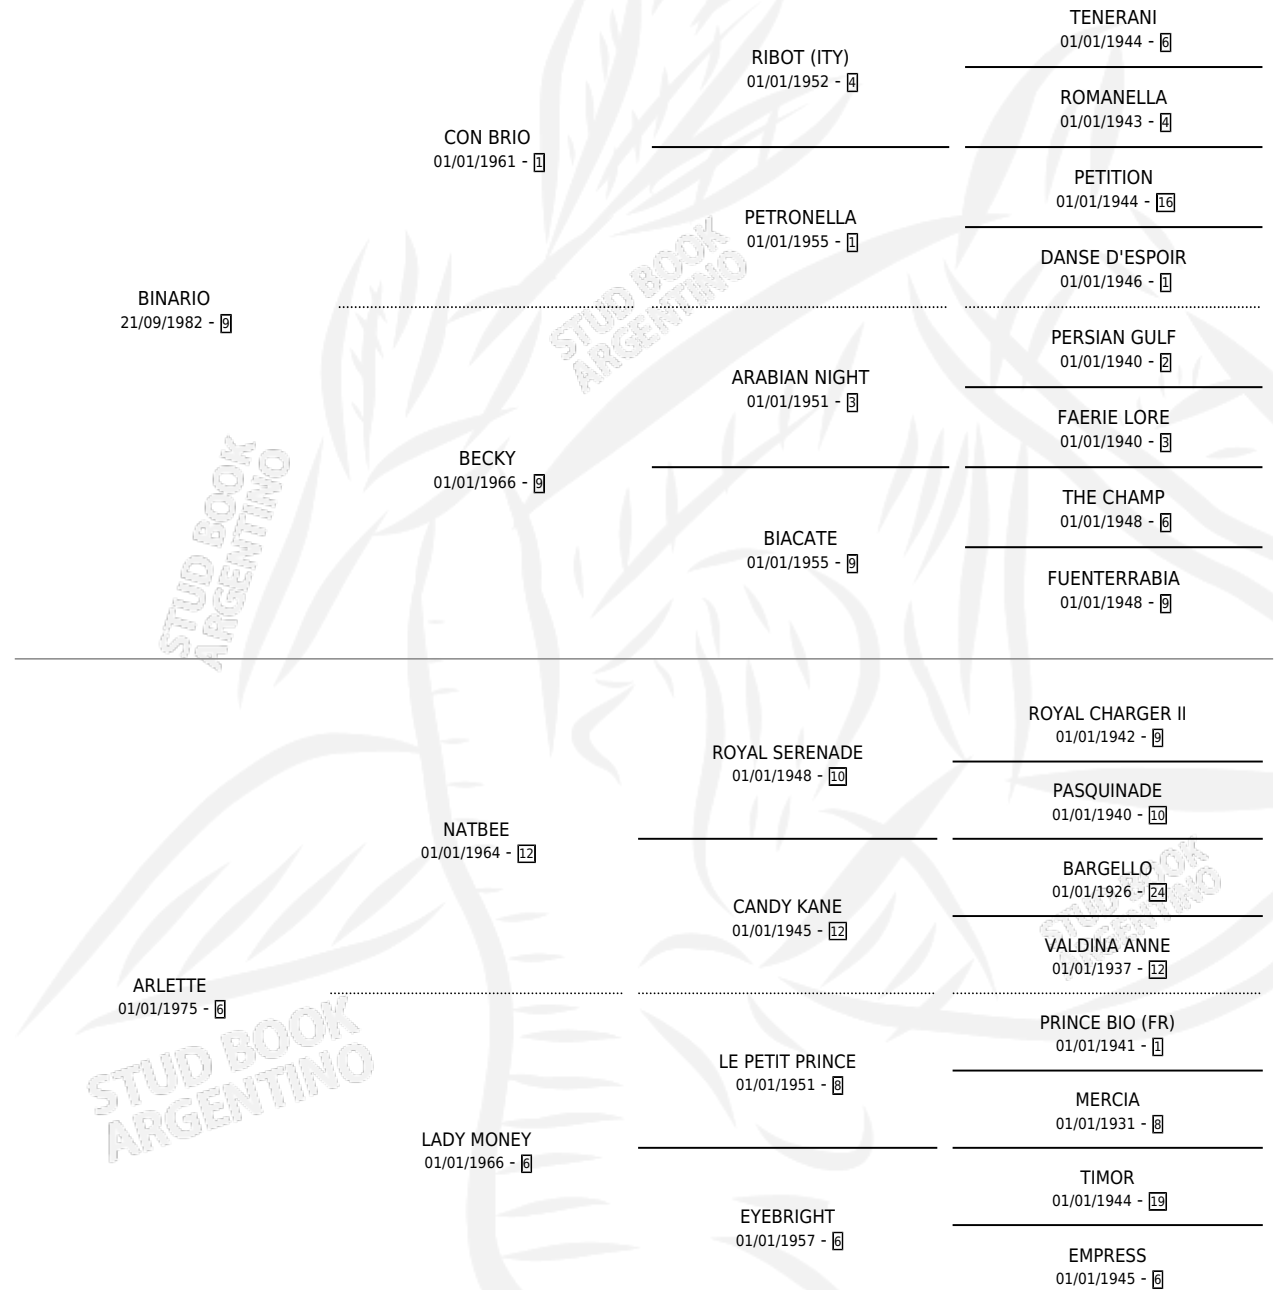 TENERANI
01/01/1944 - 6
RIBOT (ITY)
01/01/1952 - 4
ROMANELLA
01/01/1943 - 4
CON BRIO
01/01/1961 - 1
PETITION
01/01/1944 - 16
PETRONELLA
01/01/1955 - 1
DANSE D'ESPOIR
01/01/1946 - 1
BINARIO
21/09/1982 - 9
PERSIAN GULF
01/01/1940 - 2
ARABIAN NIGHT
01/01/1951 - 3
FAERIE LORE
01/01/1940 - 3
BECKY
01/01/1966 - 9
THE CHAMP
01/01/1948 - 6
BIACATE
01/01/1955 - 9
FUENTERRABIA
01/01/1948 - 9
ROYAL CHARGER II
01/01/1942 - 9
ROYAL SERENADE
01/01/1948 - 10
PASQUINADE
01/01/1940 - 10
NATBEE
01/01/1964 - 12
BARGELLO
01/01/1926 - 24
CANDY KANE
01/01/1945 - 12
VALDINA ANNE
01/01/1937 - 12
ARLETTE
01/01/1975 - 6
PRINCE BIO (FR)
01/01/1941 - 1
LE PETIT PRINCE
01/01/1951 - 8
MERCIA
01/01/1931 - 8
LADY MONEY
01/01/1966 - 6
TIMOR
01/01/1944 - 19
EYEBRIGHT
01/01/1957 - 6
EMPRESS
01/01/1945 - 6
STUD BOOK
ARGENTINO
STUD BOOK
ARGENTINO
STUD BOOK
ARGENTINO
STUD BOOK
ARGENTINO